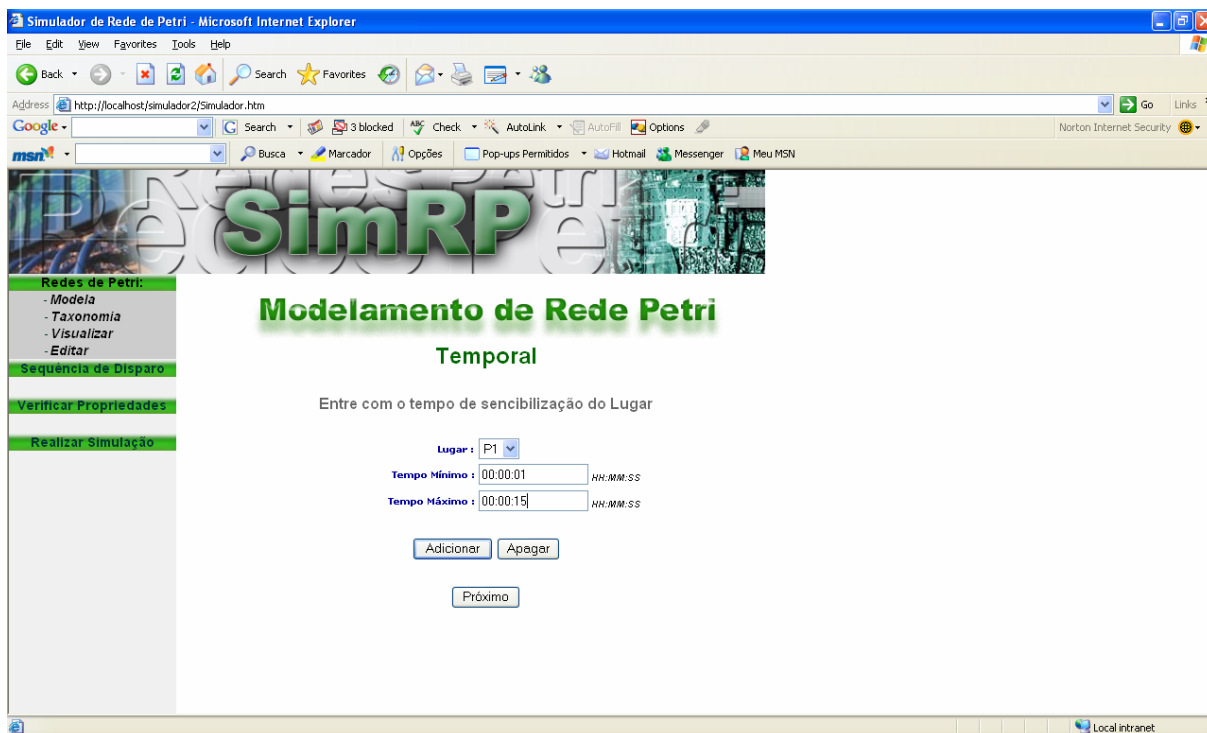 Simulador de Rede de Petri - Microsoft Internet Explorer
File Edit View Favorites Tools Help
Back Search Favorites
Address http://localhost/simulador2/Simulador.htm Go Links
Google Search 3 blocked Check AutoLink AutoFill Options Norton Internet Security
msn Busca Marcador Opções Pop-ups Permitidos Hotmail Messenger Meu MSN
SimRP
Redes de Petri:
- Modela
- Taxonomia
- Visualizar
- Editar
Sequência de Disparo
Verificar Propriedades
Realizar Simulação
Modelamento de Rede Petri
Temporal
Entre com o tempo de sencibilização do Lugar
Lugar : P1
Tempo Mínimo : 00:00:01 HH:MM:SS
Tempo Máximo : 00:00:15 HH:MM:SS
Adicionar Apagar
Próximo
Local intranet